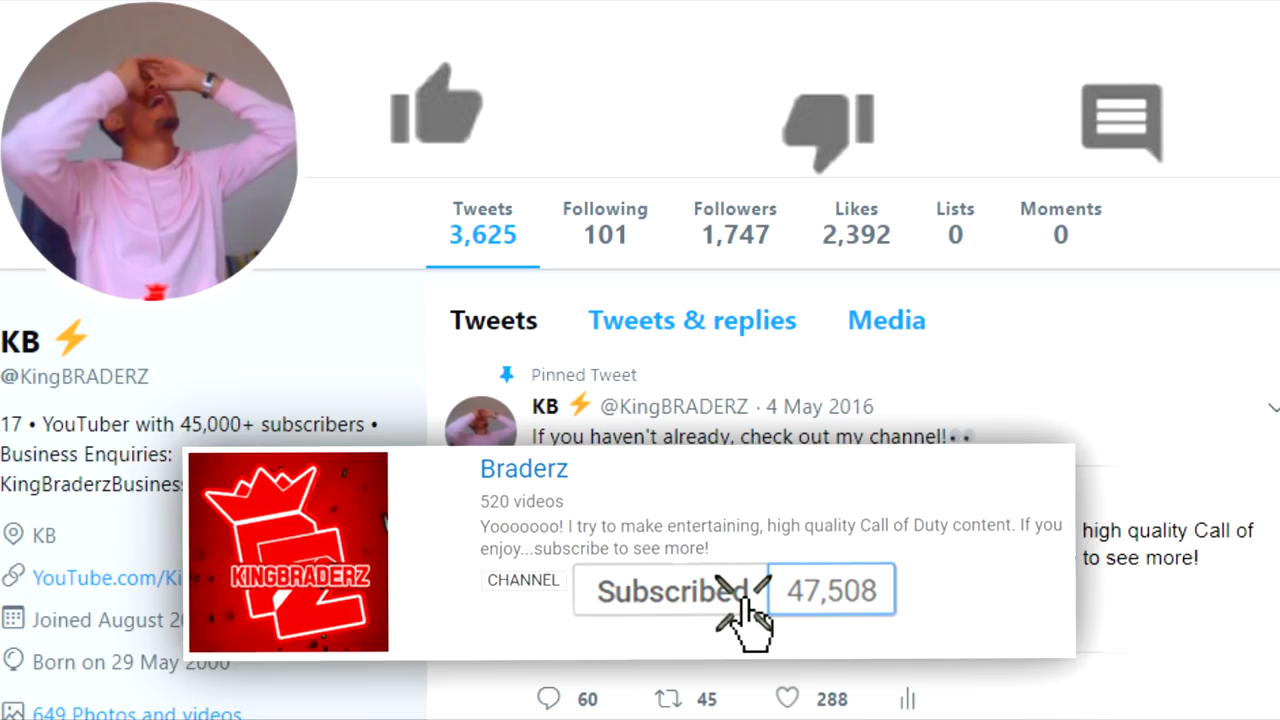 Tweets Following Followers Likes Lists Moments
3,625 101 1,747 2,392 0 0
KB ⚡
@KingBRADERZ
17 • YouTuber with 45,000+ subscribers •
Business Enquiries:
KingBraderzBusiness
KB
YouTube.com/Ki
Joined August 20
Born on 29 May 2000
649 Photos and videos
Tweets Tweets & replies Media
Pinned Tweet
KB ⚡ @KingBRADERZ · 4 May 2016
If you haven't already, check out my channel!👀
high quality Call of
to see more!
60 45 288
KINGBRADERZ
Braderz
520 videos
Yooooooo! I try to make entertaining, high quality Call of Duty content. If you
enjoy...subscribe to see more!
CHANNEL
Subscribed 47,508